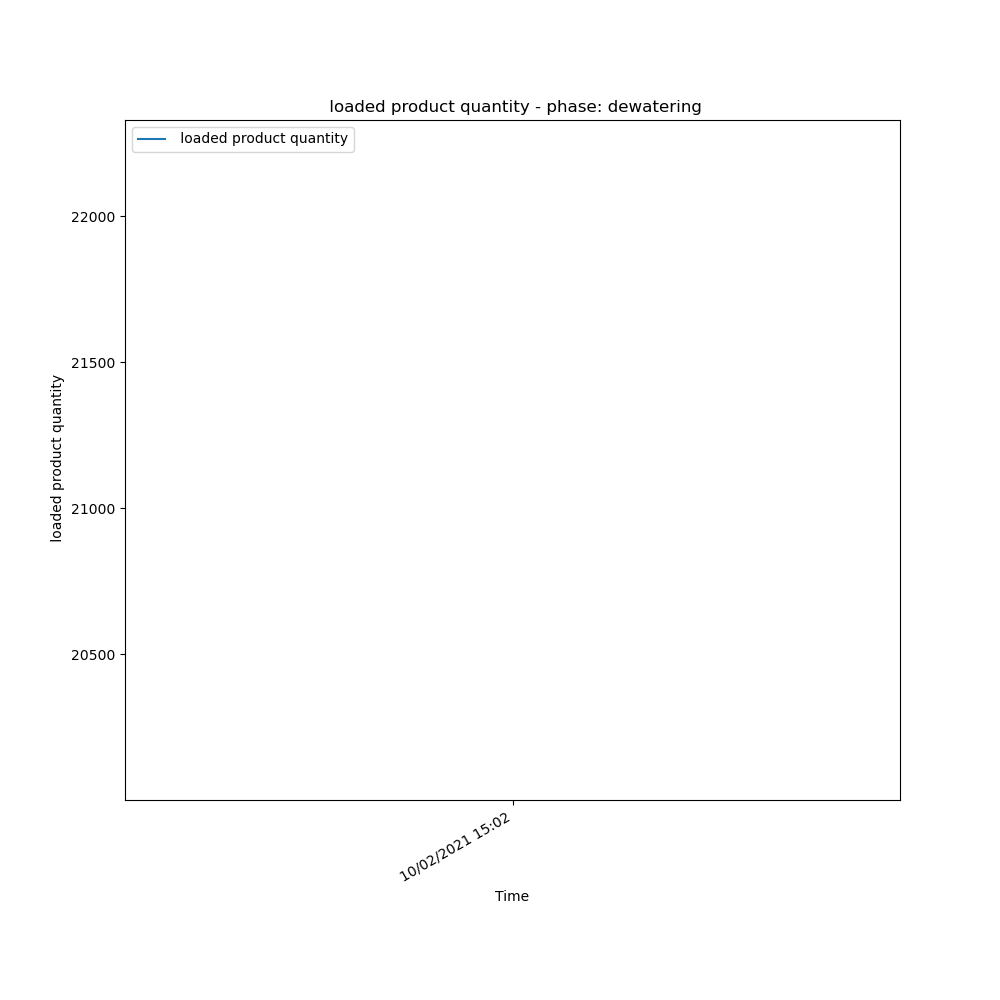 loaded product quantity - phase: dewatering
loaded product quantity
22000
21500
21000
20500
loaded product quantity
10/02/2021 15:02
Time